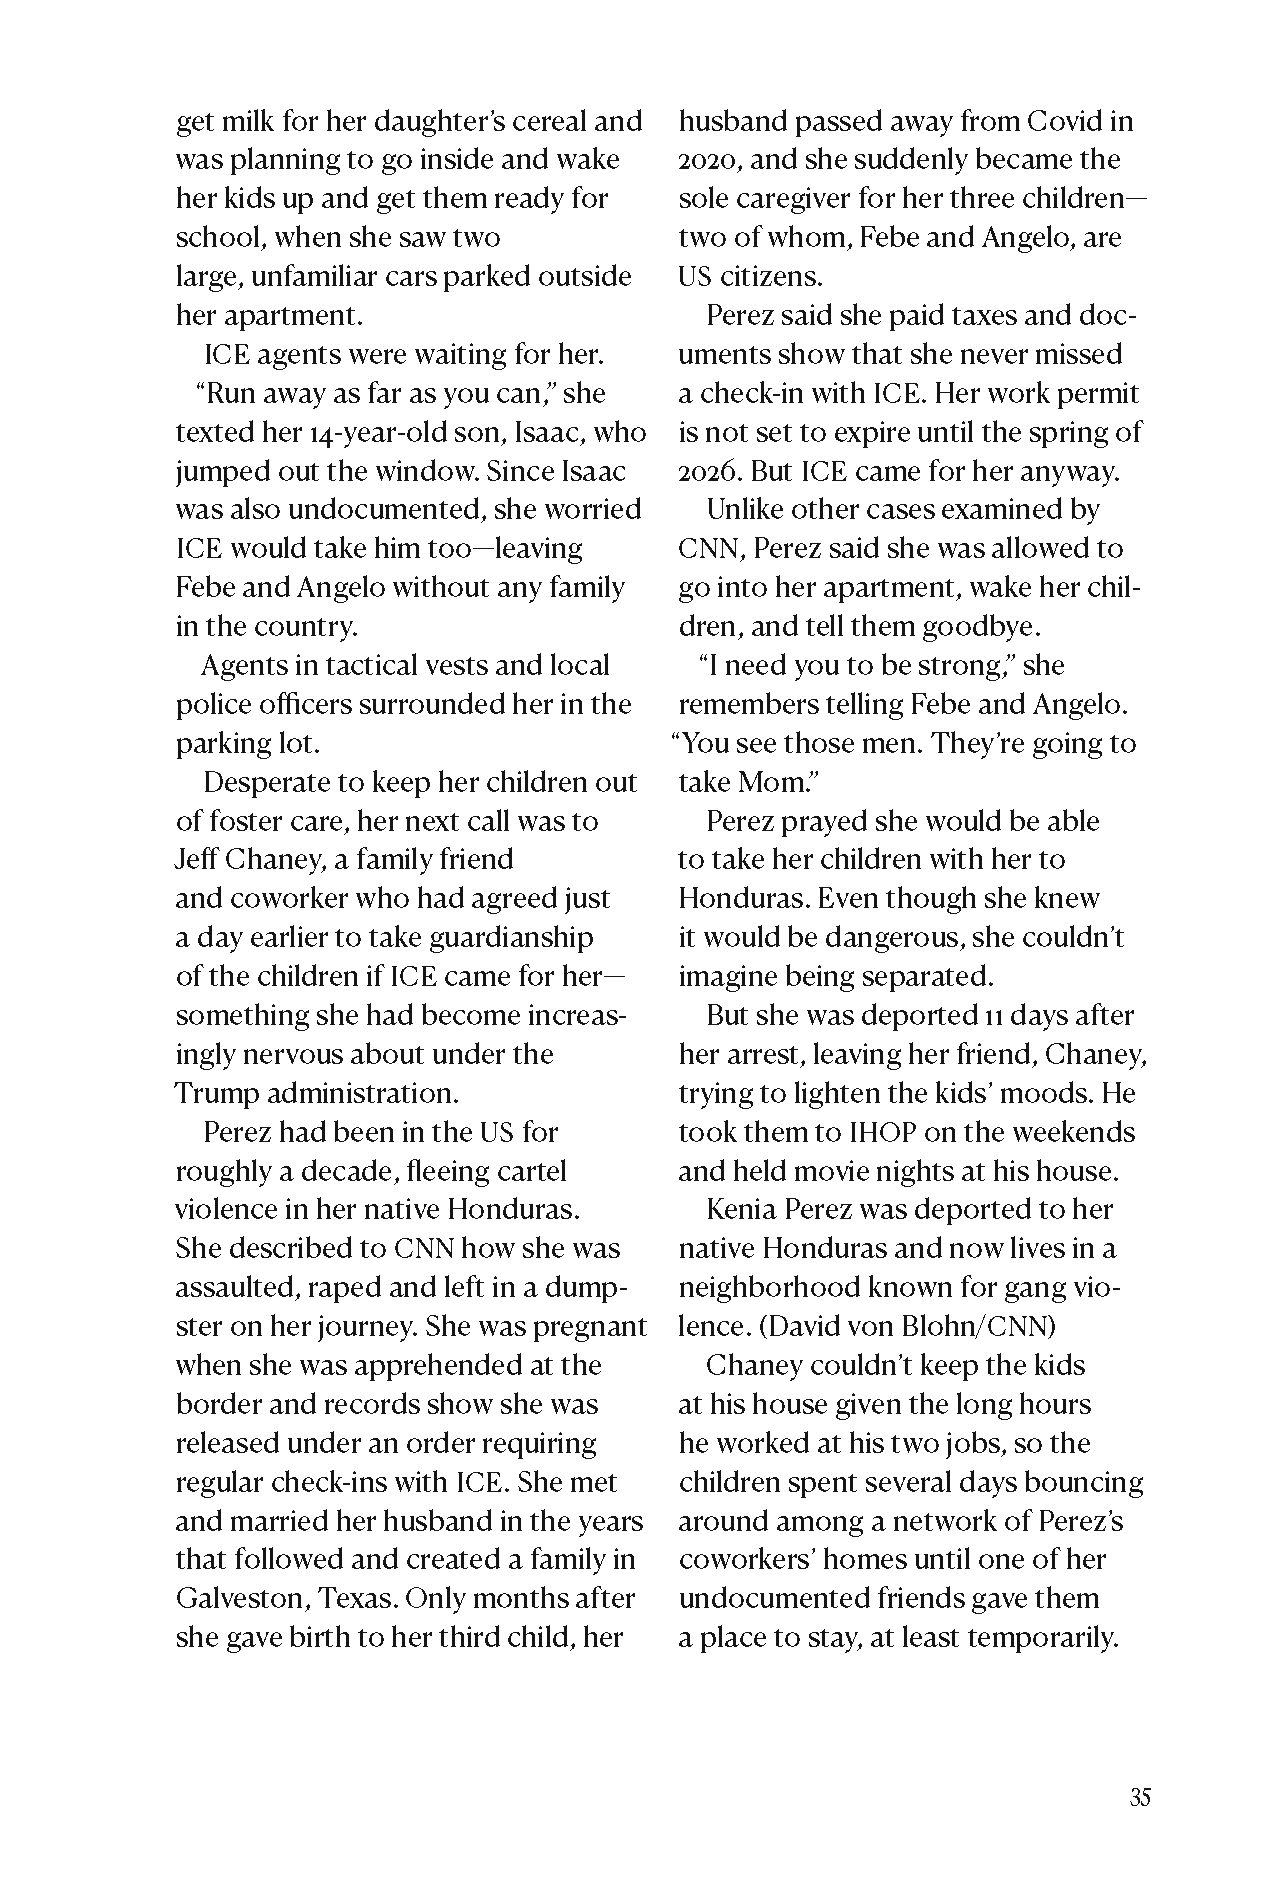 get milk for her daughter’s cereal and
was planning to go inside and wake
her kids up and get them ready for
school, when she saw two
large, unfamiliar cars parked outside
her apartment.
ICE agents were waiting for her.
“Run away as far as you can,” she
texted her 14-year-old son, Isaac, who
jumped out the window. Since Isaac
was also undocumented, she worried
ICE would take him too—leaving
Febe and Angelo without any family
in the country.
Agents in tactical vests and local
police officers surrounded her in the
parking lot.
Desperate to keep her children out
of foster care, her next call was to
Jeff Chaney, a family friend
and coworker who had agreed just
a day earlier to take guardianship
of the children if ICE came for her—
something she had become increas-
ingly nervous about under the
Trump administration.
Perez had been in the US for
roughly a decade, fleeing cartel
violence in her native Honduras.
She described to CNN how she was
assaulted, raped and left in a dump-
ster on her journey. She was pregnant
when she was apprehended at the
border and records show she was
released under an order requiring
regular check-ins with ICE. She met
and married her husband in the years
that followed and created a family in
Galveston, Texas. Only months after
she gave birth to her third child, her
husband passed away from Covid in
2020, and she suddenly became the
sole caregiver for her three children—
two of whom, Febe and Angelo, are
US citizens.
Perez said she paid taxes and doc-
uments show that she never missed
a check-in with ICE. Her work permit
is not set to expire until the spring of
2026. But ICE came for her anyway.
Unlike other cases examined by
CNN, Perez said she was allowed to
go into her apartment, wake her chil-
dren, and tell them goodbye.
“I need you to be strong,” she
remembers telling Febe and Angelo.
“You see those men. They’re going to
take Mom.”
Perez prayed she would be able
to take her children with her to
Honduras. Even though she knew
it would be dangerous, she couldn’t
imagine being separated.
But she was deported 11 days after
her arrest, leaving her friend, Chaney,
trying to lighten the kids’ moods. He
took them to IHOP on the weekends
and held movie nights at his house.
Kenia Perez was deported to her
native Honduras and now lives in a
neighborhood known for gang vio-
lence. (David von Blohn/CNN)
Chaney couldn’t keep the kids
at his house given the long hours
he worked at his two jobs, so the
children spent several days bouncing
around among a network of Perez’s
coworkers’ homes until one of her
undocumented friends gave them
a place to stay, at least temporarily.
35